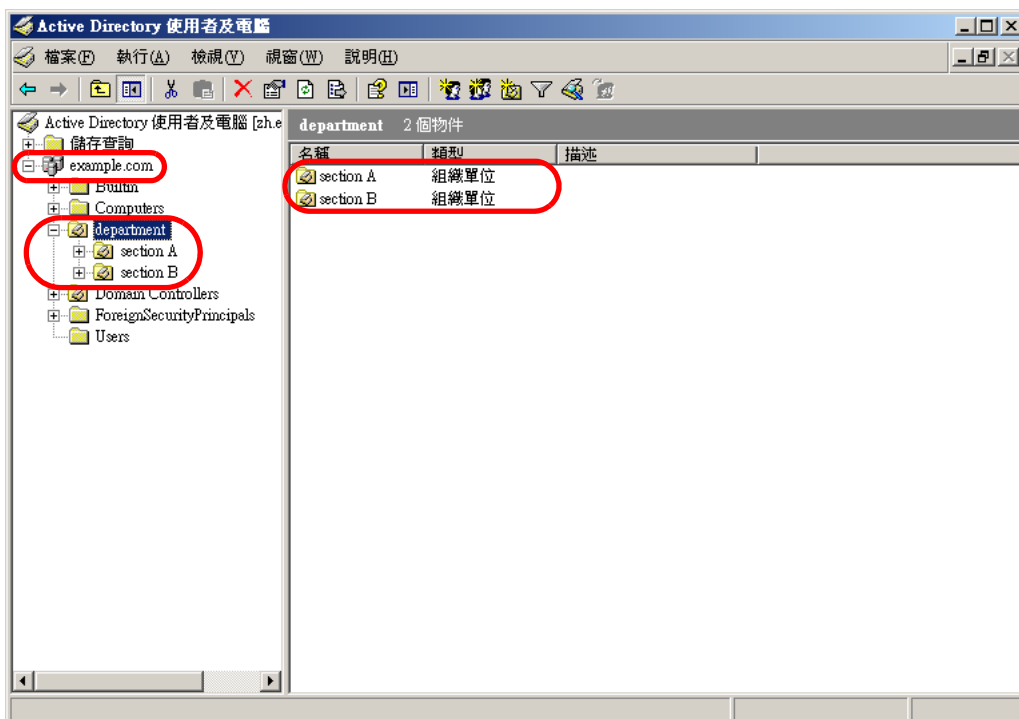 Active Directory 使用者及電腦
檔案(F) 執行(A) 檢視(V) 視窗(W) 說明(H)
Active Directory 使用者及電腦 [zh.e
儲存查詢
example.com
Builtin
Computers
department
section A
section B
Domain Controllers
ForeignSecurityPrincipals
Users
department 2 個物件
名稱 類型 描述
section A 組織單位
section B 組織單位